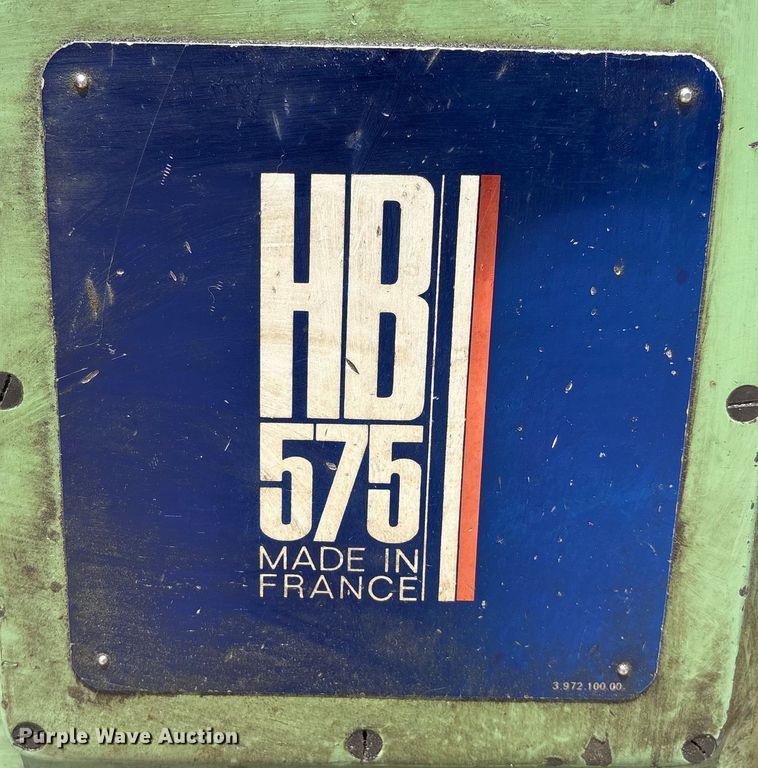 HB
575
MADE IN
FRANCE
3.972.100.00.
Purple Wave Auction